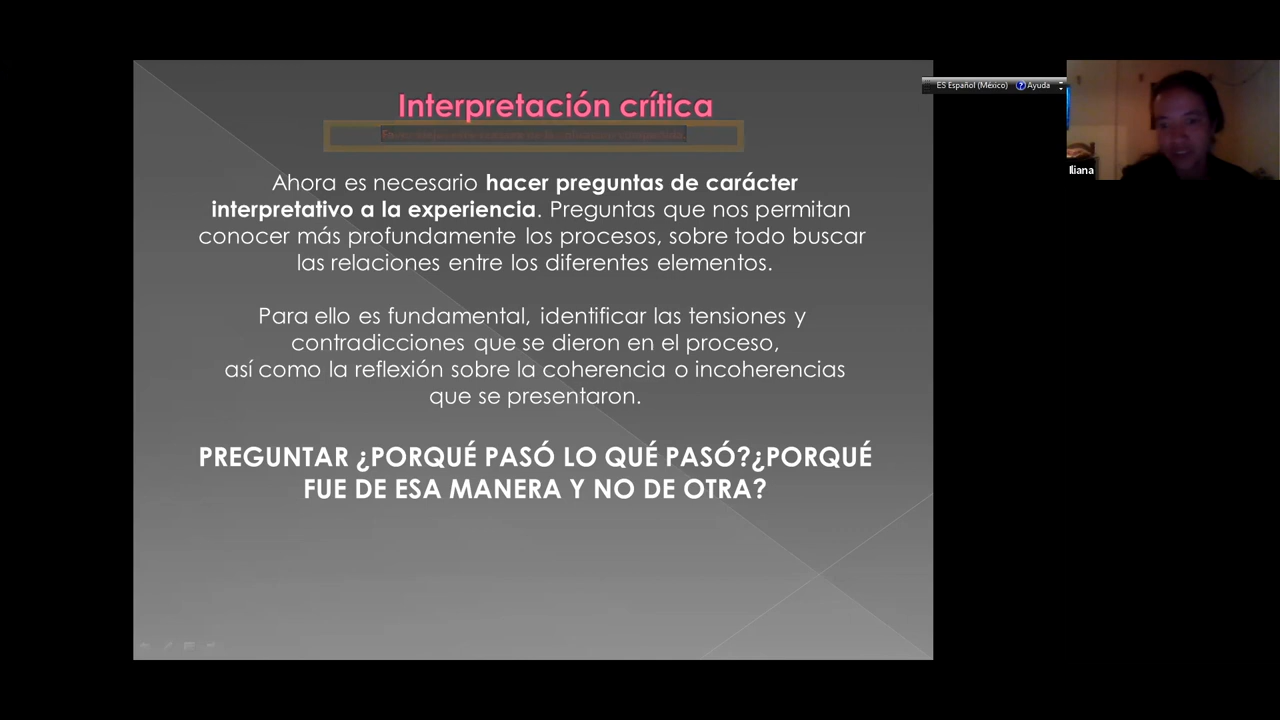 Interpretación crítica
Ahora es necesario hacer preguntas de carácter
interpretativo a la experiencia. Preguntas que nos permitan
conocer más profundamente los procesos, sobre todo buscar
las relaciones entre los diferentes elementos.
Para ello es fundamental, identificar las tensiones y
contradicciones que se dieron en el proceso,
así como la reflexión sobre la coherencia o incoherencias
que se presentaron.
PREGUNTAR ¿PORQUÉ PASÓ LO QUÉ PASÓ?¿PORQUÉ
FUE DE ESA MANERA Y NO DE OTRA?
ES Español (México) ? Ayuda
Iliana